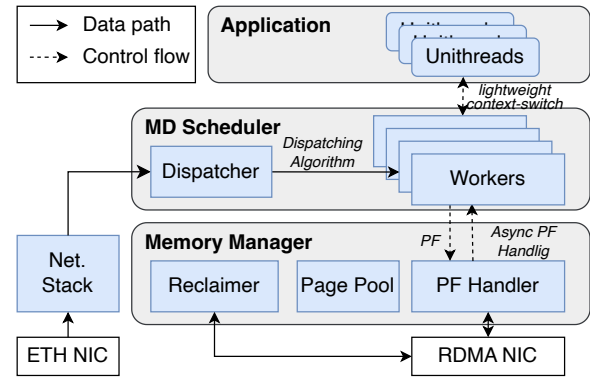 Data path
Control flow
Application
Unithreads
lightweight
context-switch
MD Scheduler
Dispatching
Algorithm
Dispatcher
Workers
PF
Async PF
Handlig
Memory Manager
Net.
Stack
Reclaimer
Page Pool
PF Handler
ETH NIC
RDMA NIC